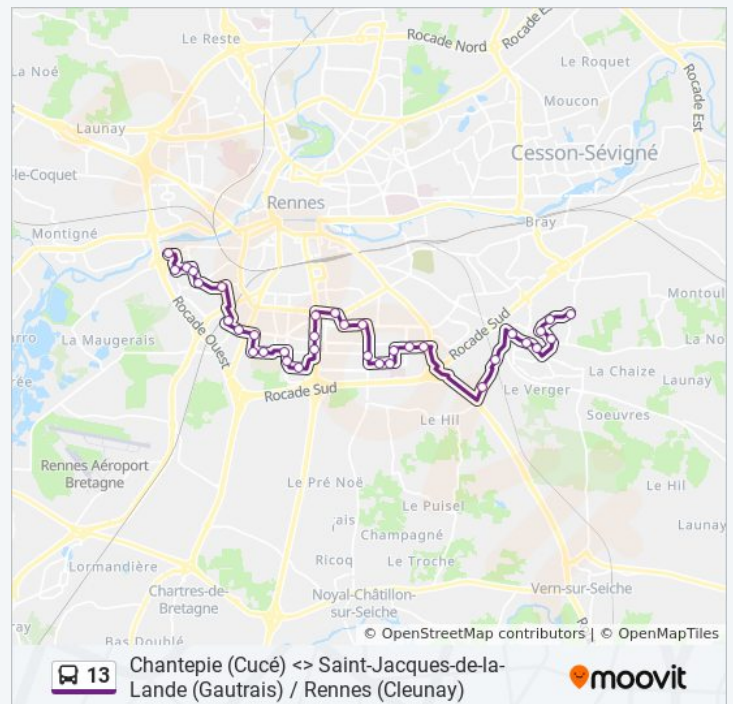 Le Reste
Rocade Nord
Rocade E
La Noé
Le Roquet
Rocade Est
Moucon
Launay
Cesson-Sévigné
le-Coquet
Rennes
Montigné
Bray
Rocade Ouest
Montoul
Rocade Sud
La Maugerais
La No
rée
La Chaize
Launay
Rocade Sud
Le Verger
Soeuvres
Le Hil
Rennes Aéroport
Bretagne
Le Pré Noë
Le Hil
Le Puisel
Launay
Champagné
Lormandière
Ricoq
Le Troche
Chartres-de-
Bretagne
Noyal-Châtillon-
sur-Seiche
Vern-sur-Seiche
ray
Bas Doublé
© OpenStreetMap contributors | © OpenMapTiles
13
Chantepie (Cucé) <> Saint-Jacques-de-la-
Lande (Gautrais) / Rennes (Cleunay)
moovit